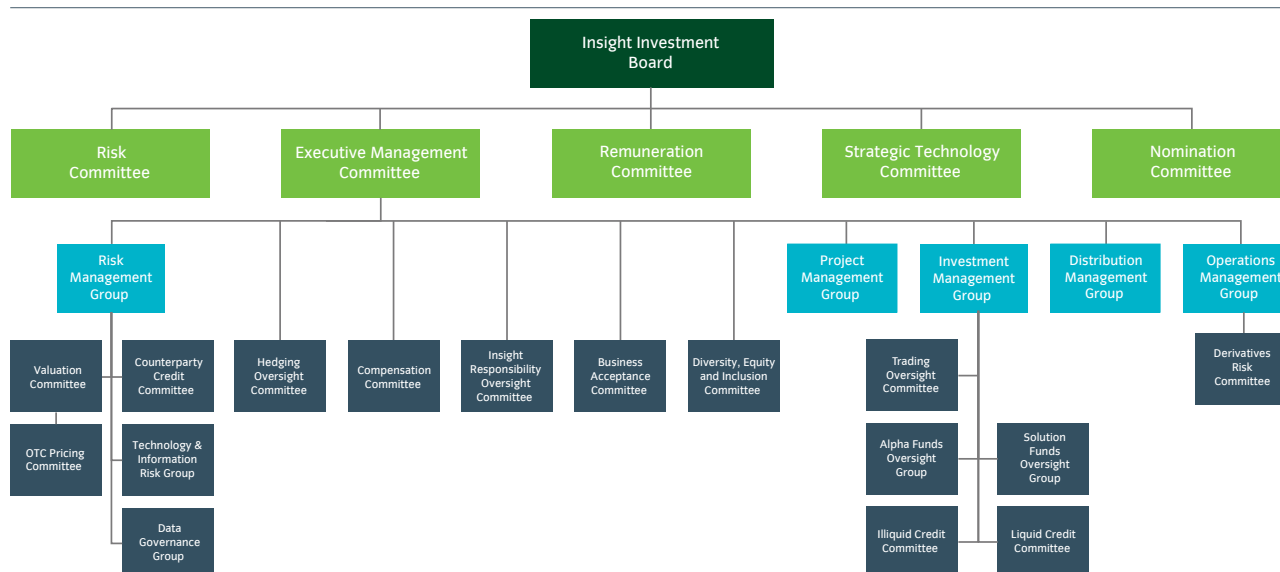 Insight Investment
Board
Risk
Committee
Executive Management
Committee
Remuneration
Committee
Strategic Technology
Committee
Nomination
Committee
Risk
Management
Group
Project
Management
Group
Investment
Management
Group
Distribution
Management
Group
Operations
Management
Group
Valuation
Committee
Counterparty
Credit
Committee
Hedging
Oversight
Committee
Compensation
Committee
Insight
Responsibility
Oversight
Committee
Business
Acceptance
Committee
Diversity, Equity
and Inclusion
Committee
Trading
Oversight
Committee
Derivatives
Risk
Committee
OTC Pricing
Committee
Technology &
Information
Risk Group
Alpha Funds
Oversight
Group
Solution
Funds
Oversight
Group
Data
Governance
Group
Illiquid Credit
Committee
Liquid Credit
Committee